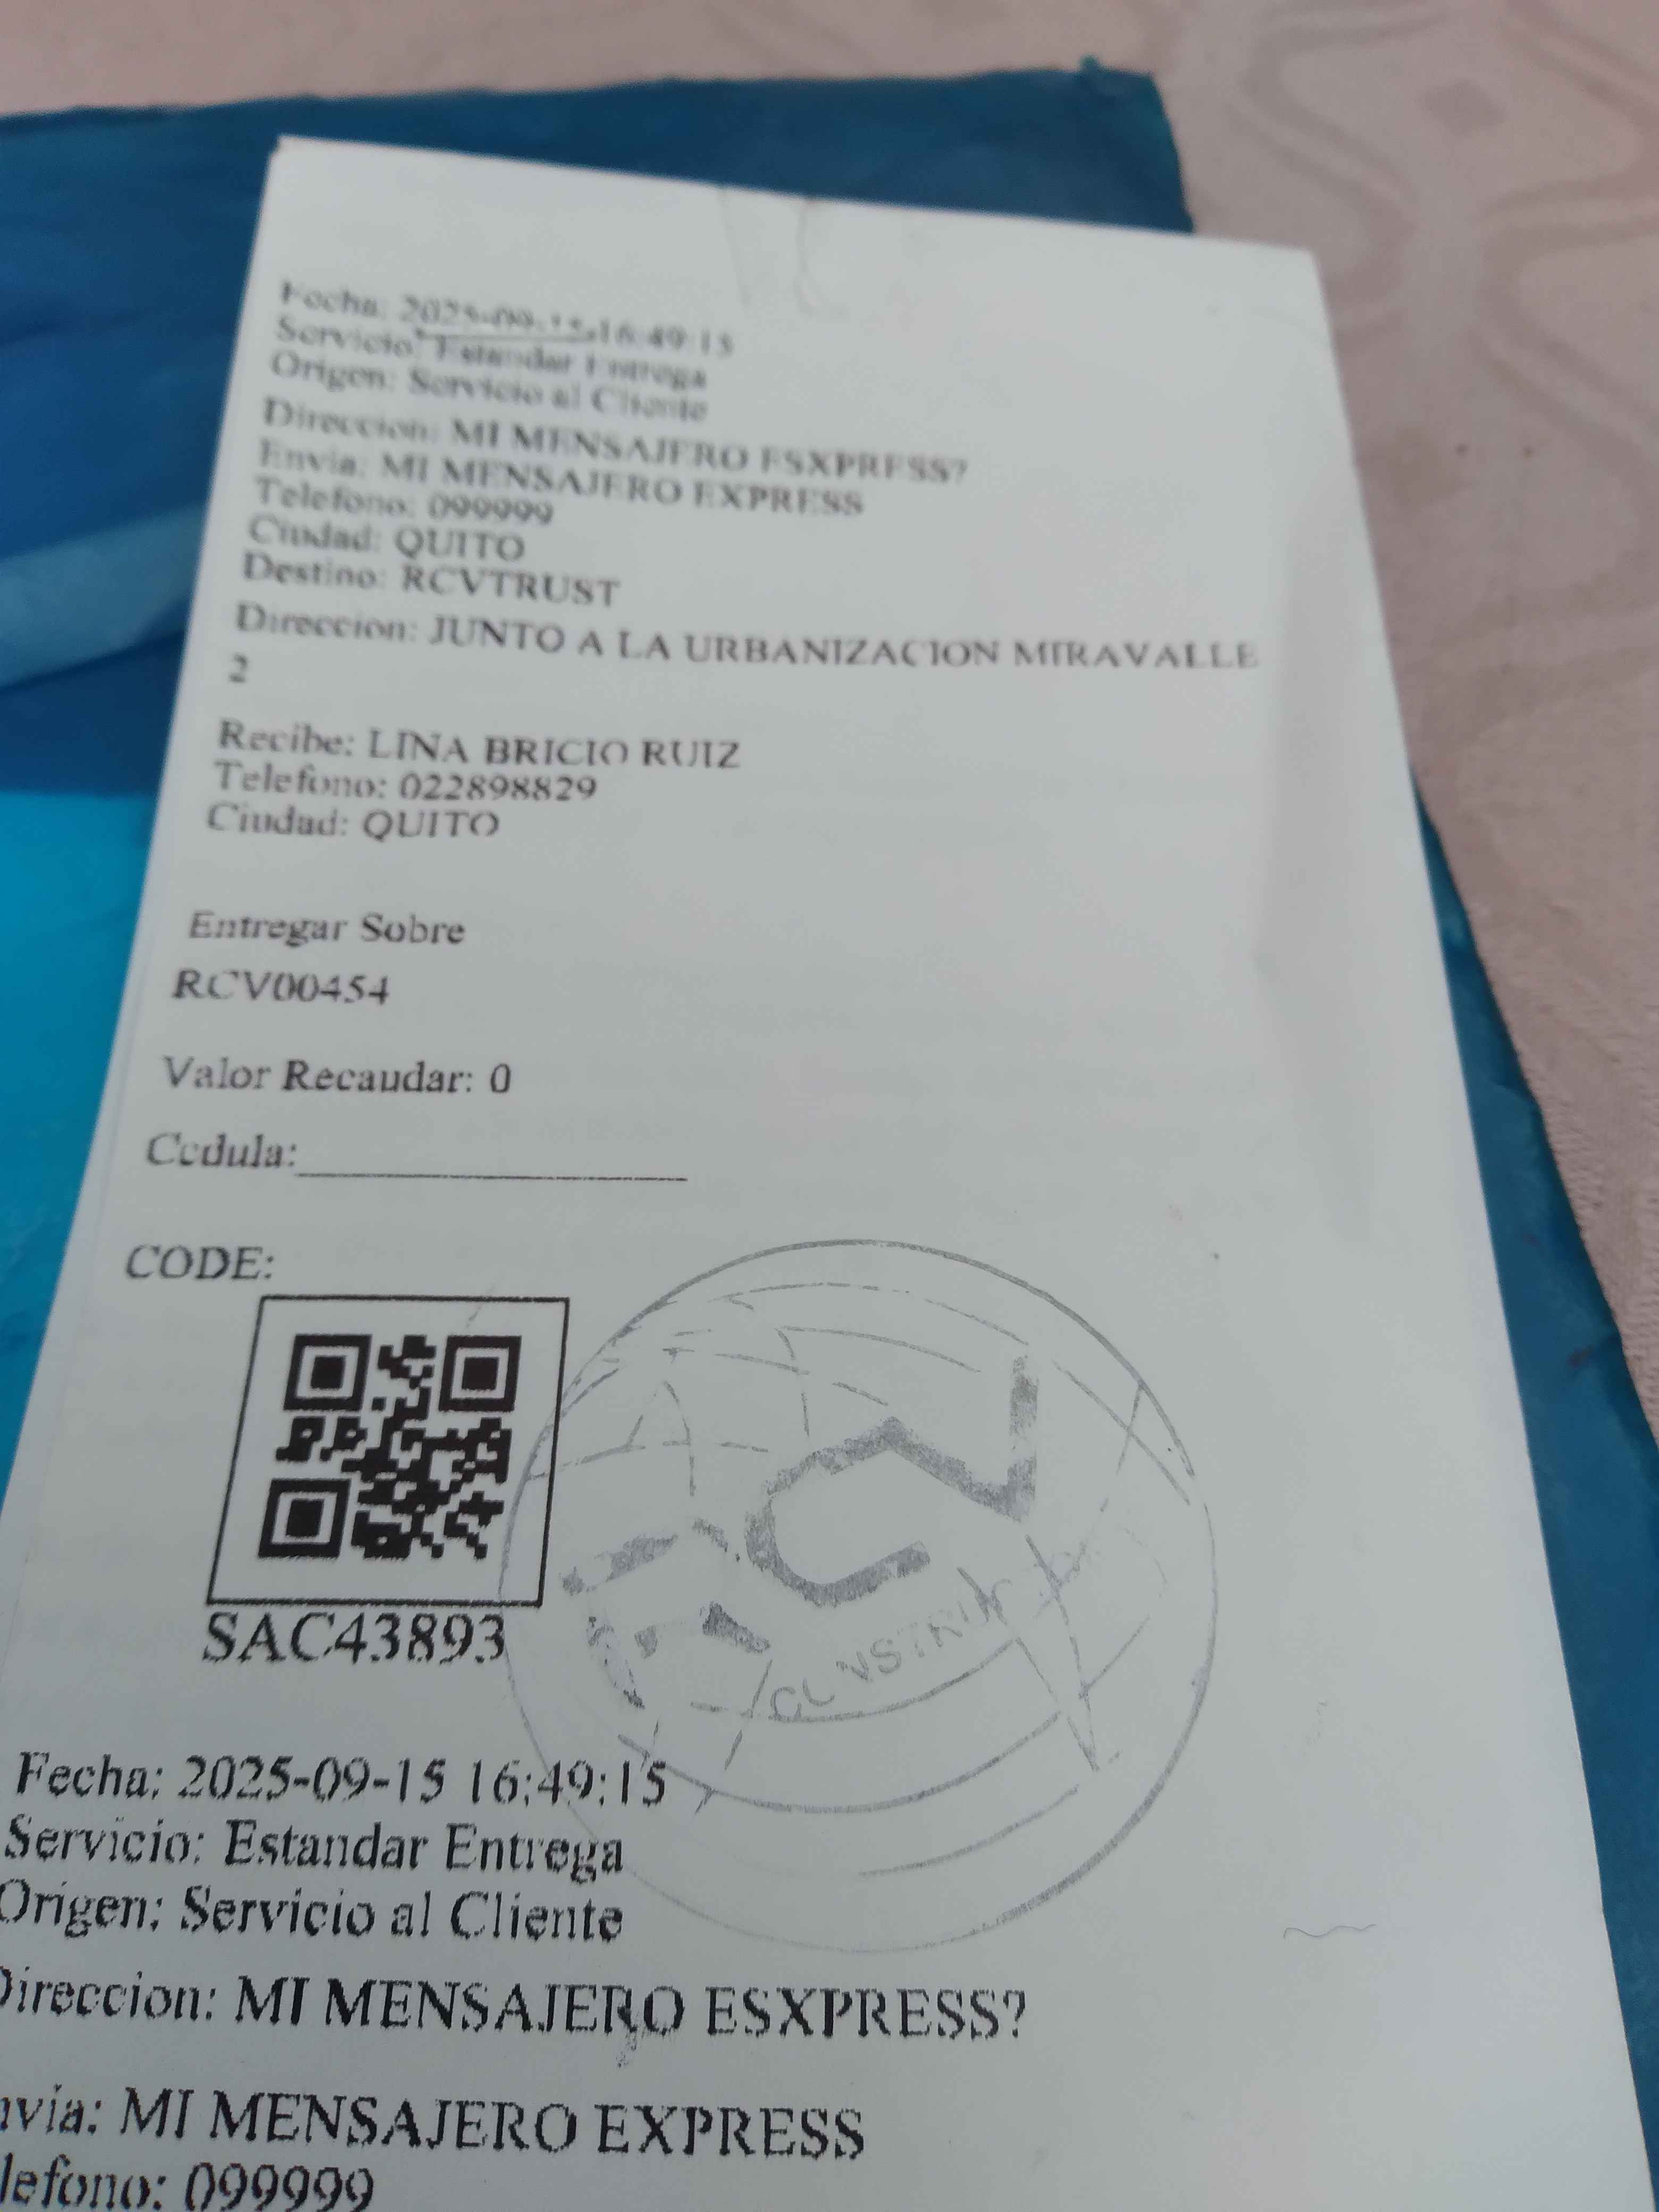 Fecha: 2025-09-15 16:49:15
Servicio: Estandar Entrega
Origen: Servicio al Cliente
Direccion: MI MENSAJERO ESXPRESS?
Envia: MI MENSAJERO EXPRESS
Telefono: 099999
Ciudad: QUITO
Destino: RCVTRUST
Direccion: JUNTO A LA URBANIZACION MIRAVALLE
2
Recibe: LINA BRICIO RUIZ
Telefono: 022898829
Ciudad: QUITO
Entregar Sobre
RCV00454
Valor Recaudar: 0
Cedula:
CODE:
SAC43893
Fecha: 2025-09-15 16:49:15
Servicio: Estandar Entrega
Origen: Servicio al Cliente
Direccion: MI MENSAJERO ESXPRESS?
nvia: MI MENSAJERO EXPRESS
lefono: 099999